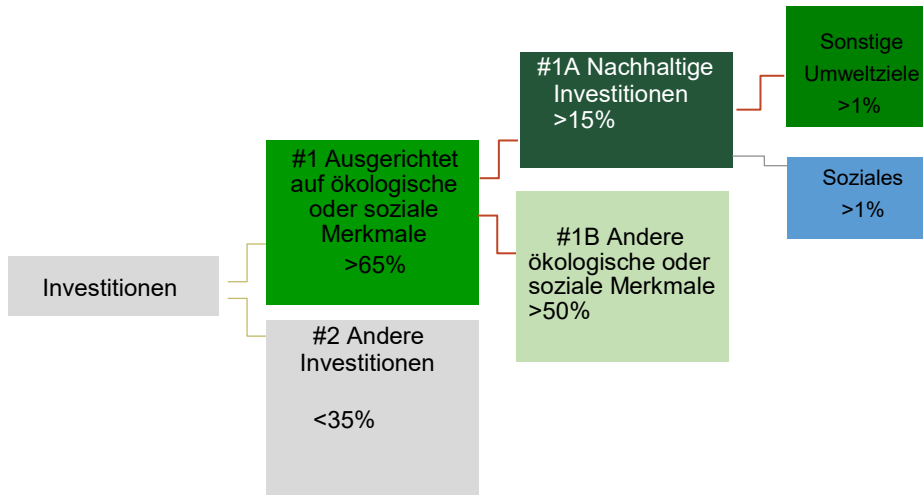 Investitionen
#1 Ausgerichtet
auf ökologische
oder soziale
Merkmale
>65%
#2 Andere
Investitionen
<35%
#1A Nachhaltige
Investitionen
>15%
#1B Andere
ökologische oder
soziale Merkmale
>50%
Sonstige
Umweltziele
>1%
Soziales
>1%